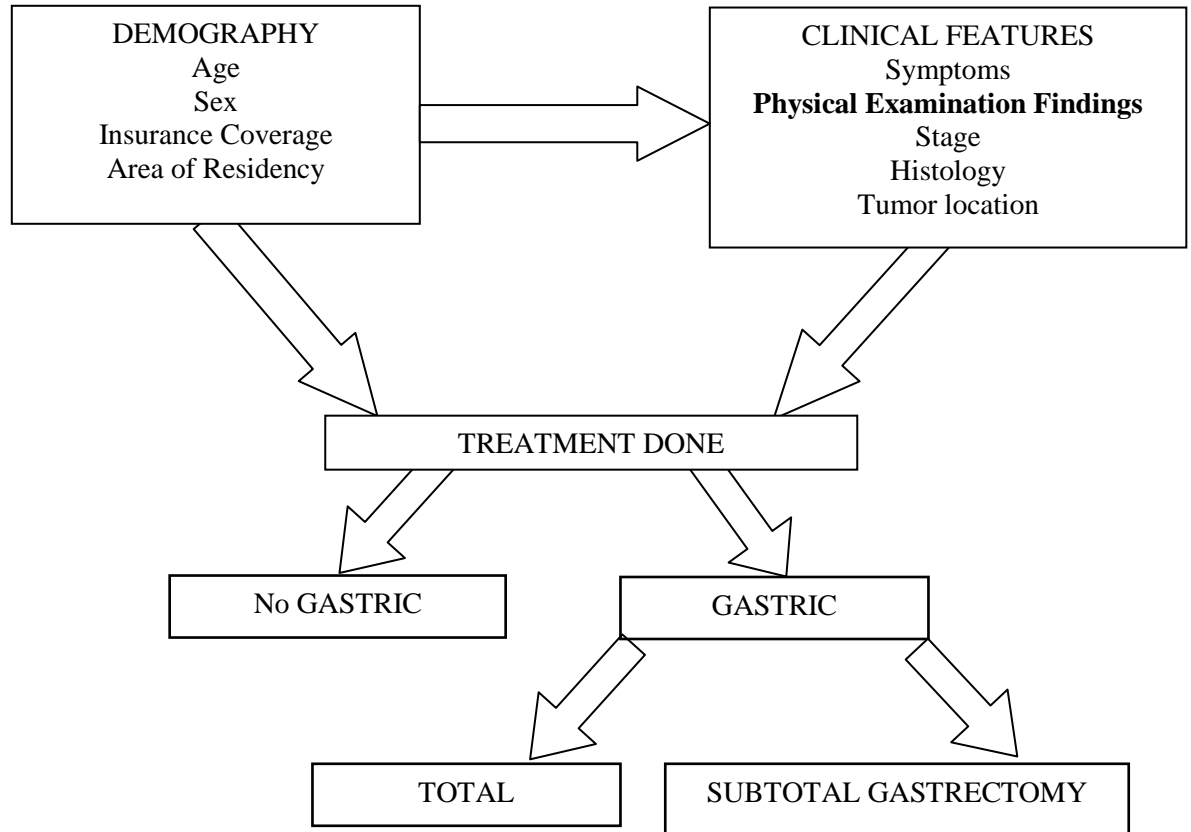 DEMOGRAPHY
Age
Sex
Insurance Coverage
Area of Residency
CLINICAL FEATURES
Symptoms
Physical Examination Findings
Stage
Histology
Tumor location
TREATMENT DONE
No GASTRIC
GASTRIC
TOTAL
SUBTOTAL GASTRECTOMY